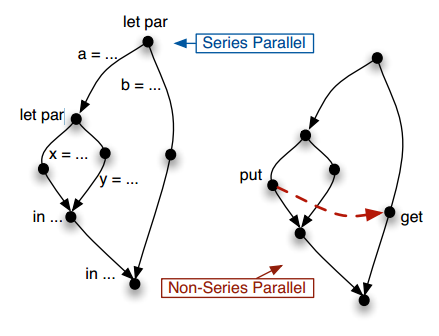 let par
Series Parallel
a = ...
b = ...
let par
x = ...
y = ...
put
in ...
get
in ...
Non-Series Parallel